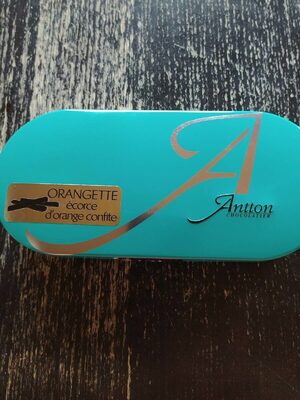 ORANGETTE
écorce
d'orange confite
A
Antton
CHOCOLATIER